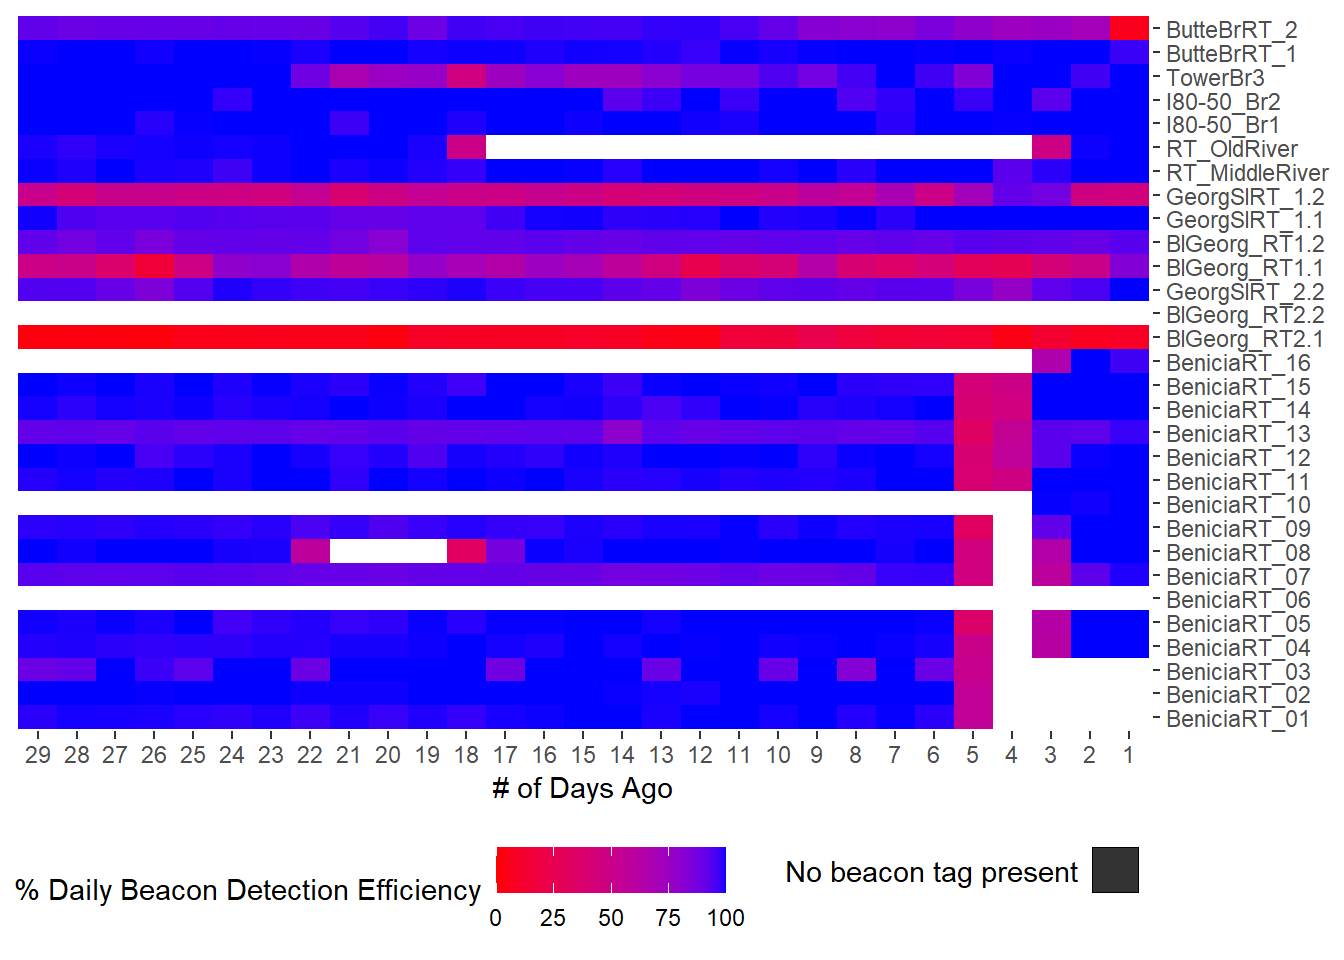 ButteBrRT_2
ButteBrRT_1
TowerBr3
I80-50_Br2
I80-50_Br1
RT_OldRiver
RT_MiddleRiver
GeorgSlRT_1.2
GeorgSlRT_1.1
BlGeorg_RT1.2
BlGeorg_RT1.1
GeorgSlRT_2.2
BlGeorg_RT2.2
BlGeorg_RT2.1
BeniciaRT_16
BeniciaRT_15
BeniciaRT_14
BeniciaRT_13
BeniciaRT_12
BeniciaRT_11
BeniciaRT_10
BeniciaRT_09
BeniciaRT_08
BeniciaRT_07
BeniciaRT_06
BeniciaRT_05
BeniciaRT_04
BeniciaRT_03
BeniciaRT_02
BeniciaRT_01
29 28 27 26 25 24 23 22 21 20 19 18 17 16 15 14 13 12 11 10 9 8 7 6 5 4 3 2 1
# of Days Ago
% Daily Beacon Detection Efficiency
0 25 50 75 100
No beacon tag present